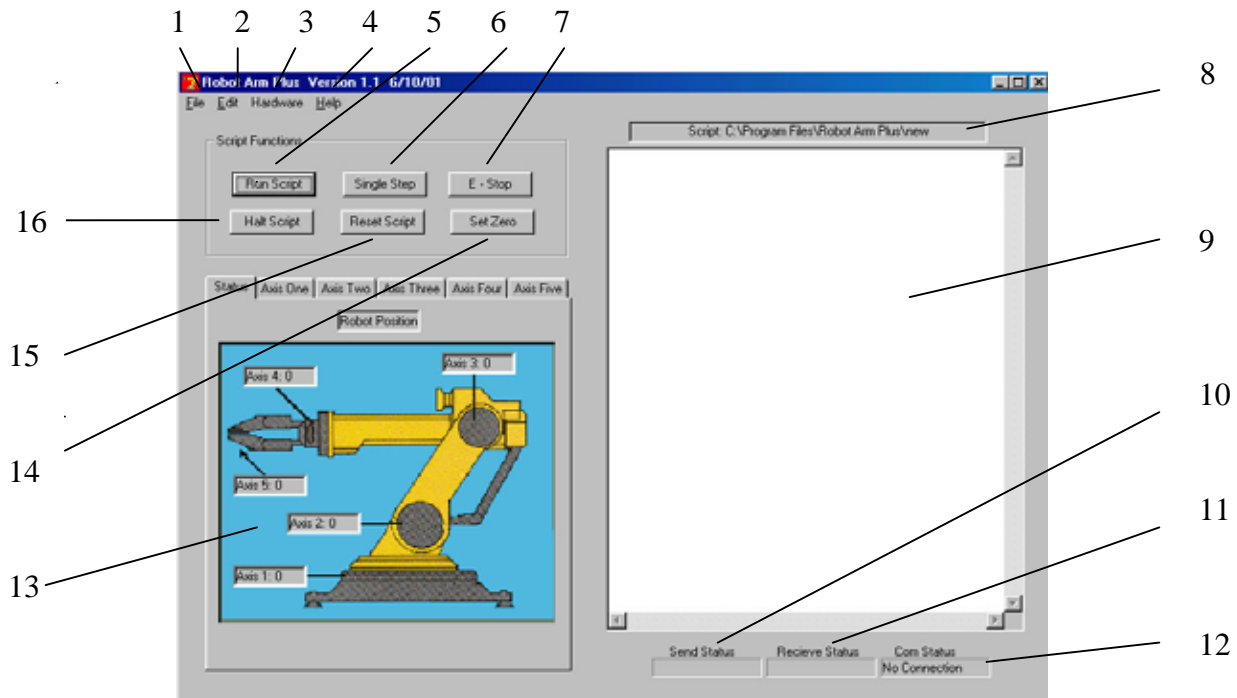 1 2 3 4 5 6 7
8
Robot Arm Plus Version 1.1 6/10/01
File Edit Hardware Help
Script: C:\Program Files\Robot Arm Plus\new
Script Functions
Run Script Single Step E - Stop
16
Halt Script Reset Script Set Zero
9
Status Axis One Axis Two Axis Three Axis Four Axis Five
Robot Position
15
Axis 3: 0
Axis 4: 0
10
14
Axis 5: 0
11
Axis 2: 0
13
Axis 1: 0
12
Send Status Recieve Status Com Status
No Connection